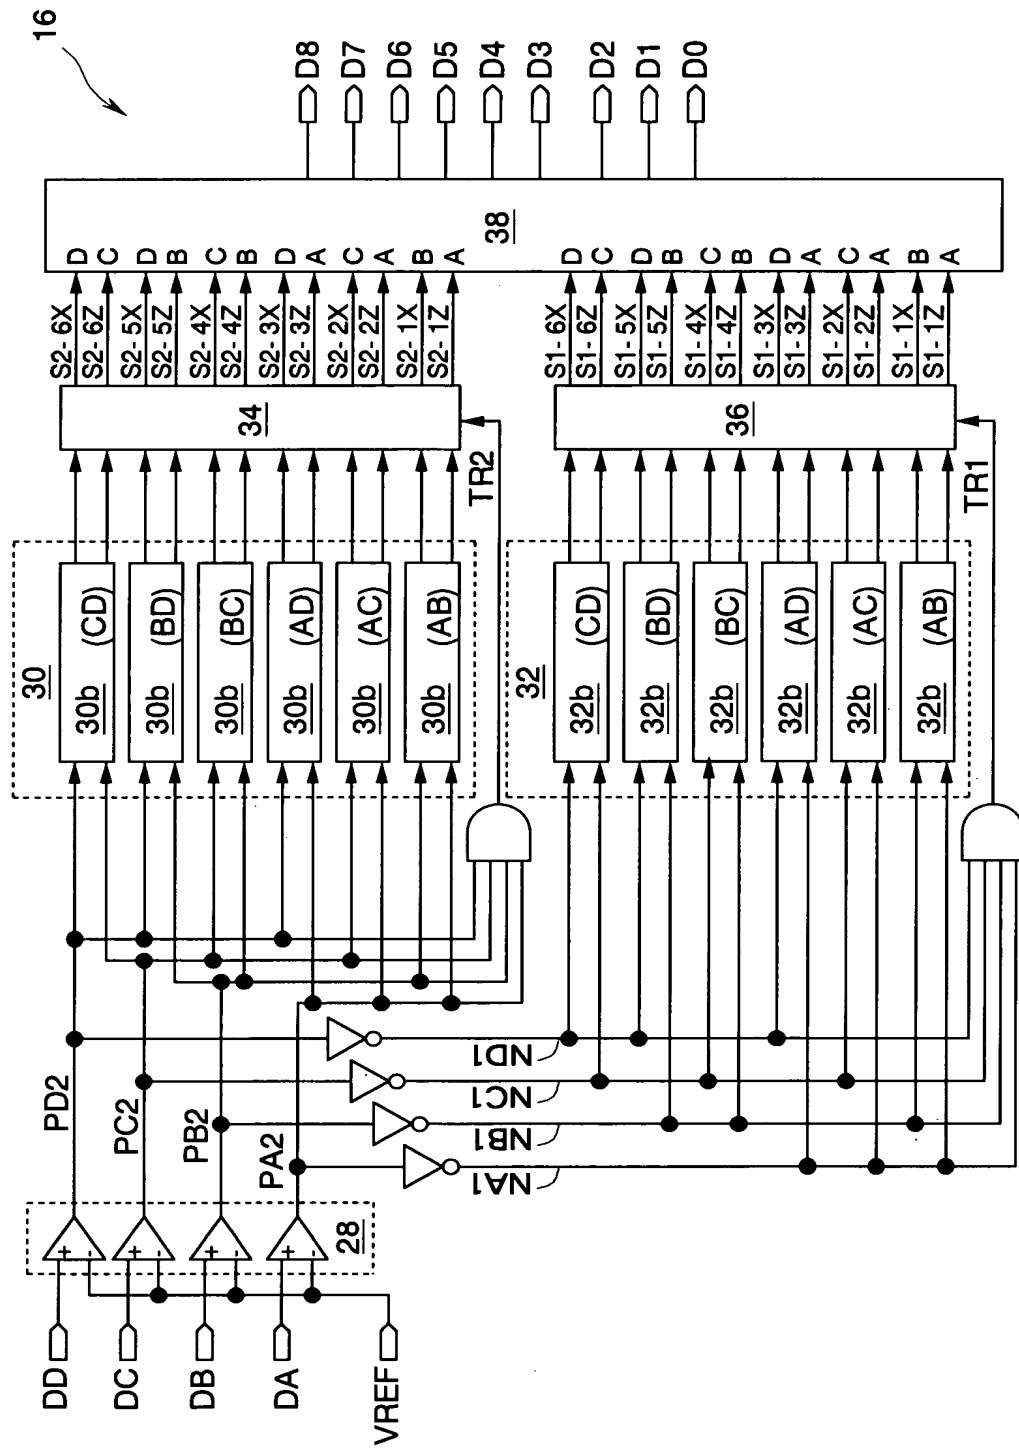 16
DD
DC
DB
DA
VREF
28
PD2
PC2
PB2
PA2
ND1
NC1
NB1
NA1
30
30b (CD)
30b (BD)
30b (BC)
30b (AD)
30b (AC)
30b (AB)
TR2
34
S2-6X
S2-6Z
S2-5X
S2-5Z
S2-4X
S2-4Z
S2-3X
S2-3Z
S2-2X
S2-2Z
S2-1X
S2-1Z
D
C
D
B
C
B
D
A
C
A
B
A
32
32b (CD)
32b (BD)
32b (BC)
32b (AD)
32b (AC)
32b (AB)
TR1
36
S1-6X
S1-6Z
S1-5X
S1-5Z
S1-4X
S1-4Z
S1-3X
S1-3Z
S1-2X
S1-2Z
S1-1X
S1-1Z
D
C
D
B
C
B
D
A
C
A
B
A
38
D8
D7
D6
D5
D4
D3
D2
D1
D0